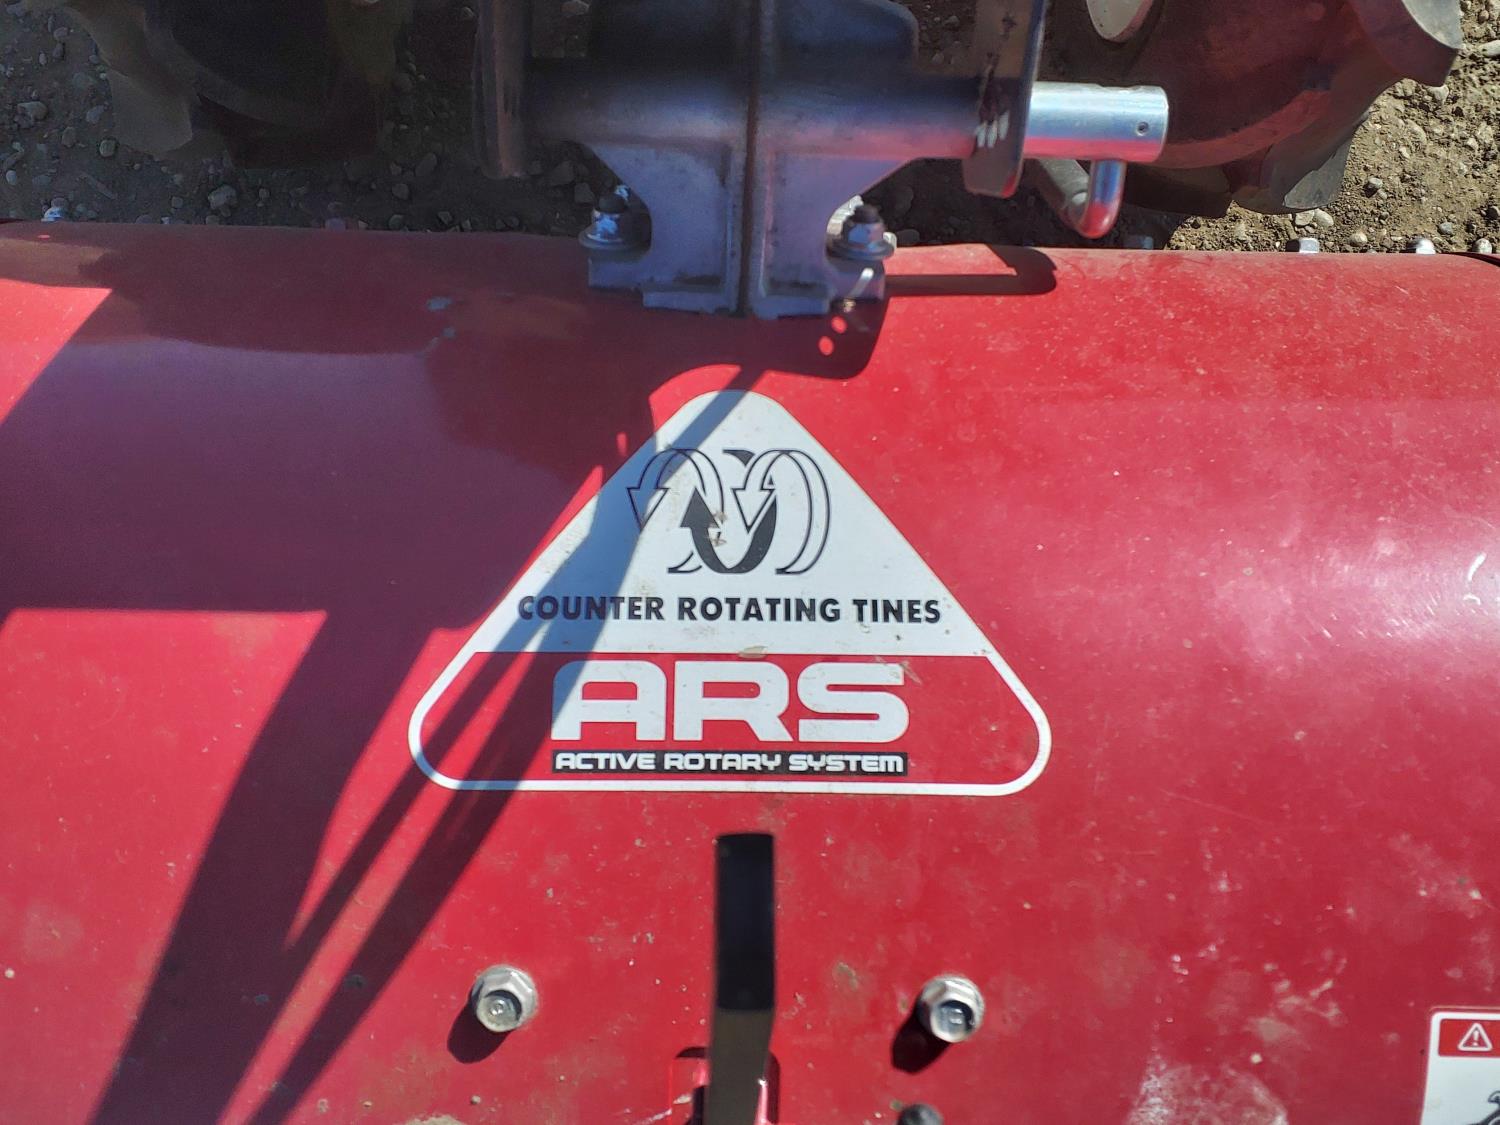 COUNTER ROTATING TINES
ARS
ACTIVE ROTARY SYSTEM